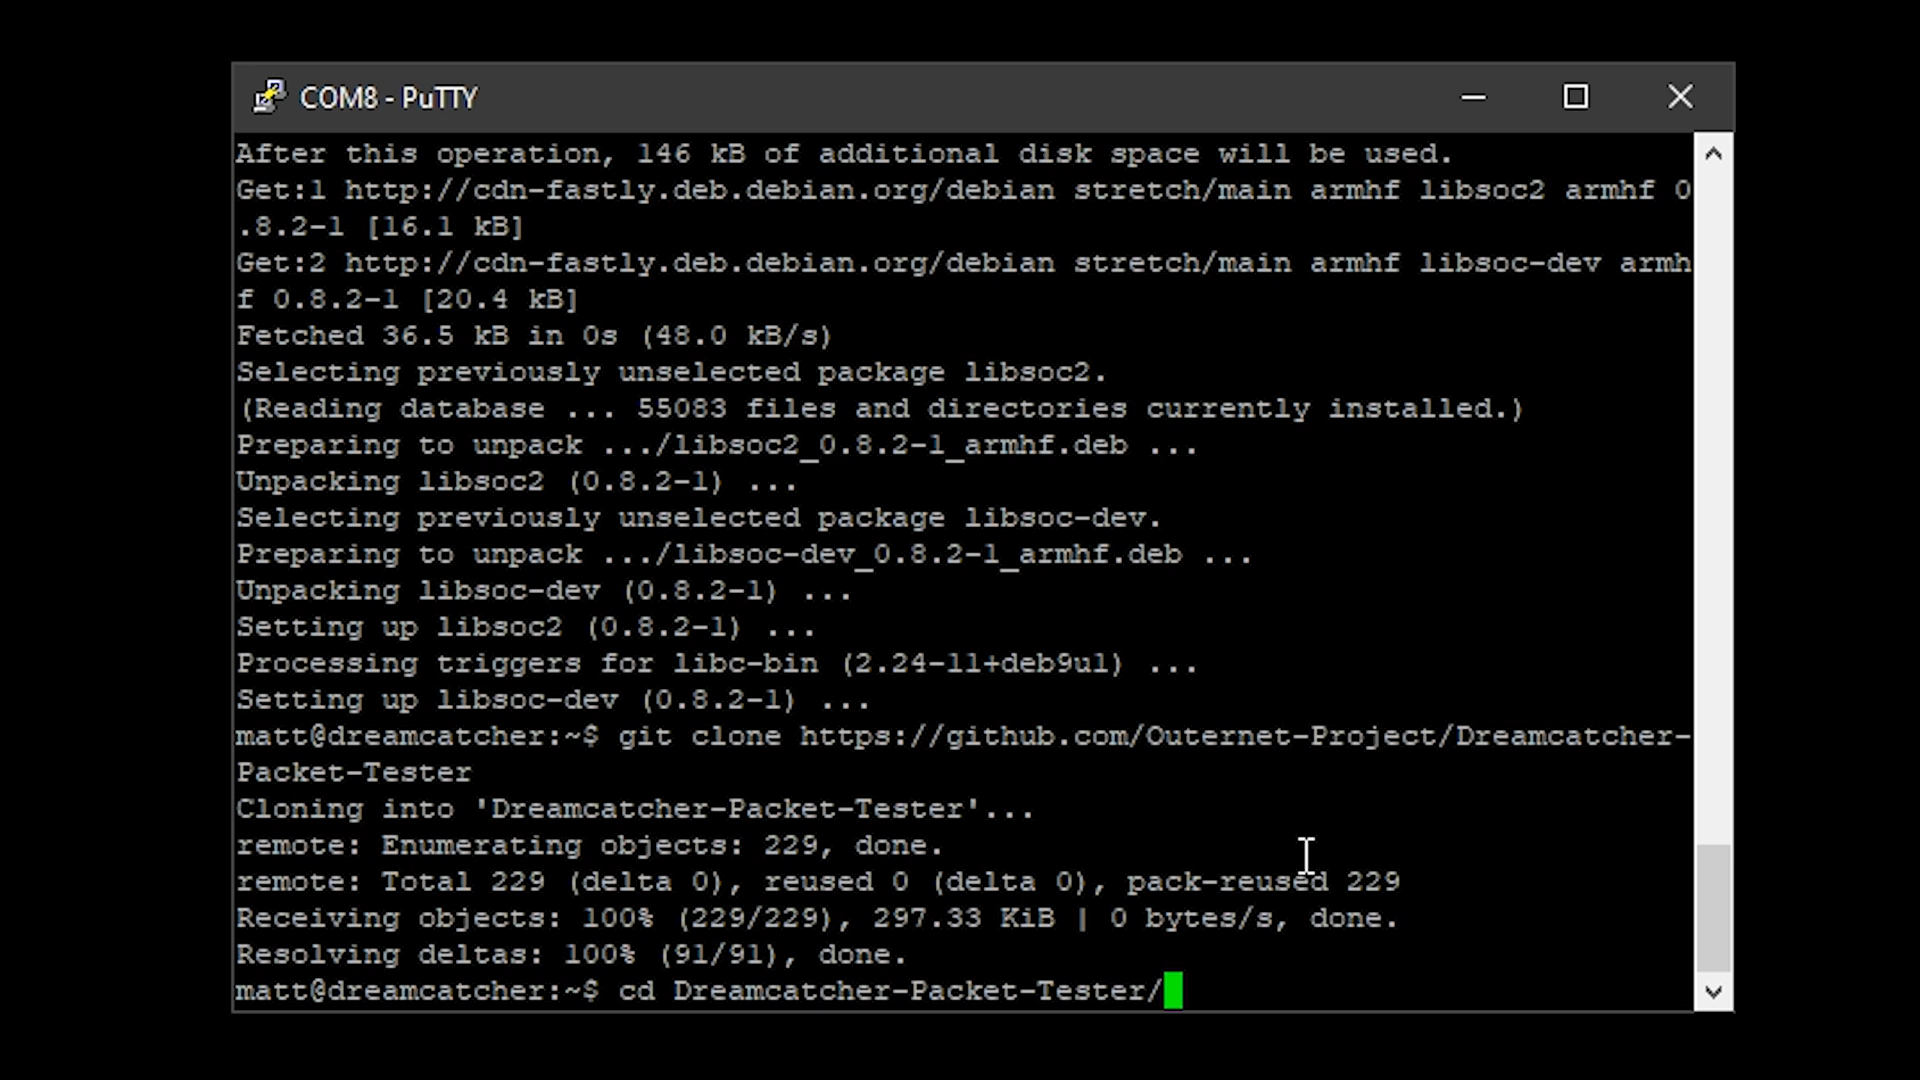 COM8 - PuTTY
After this operation, 146 kB of additional disk space will be used.
Get:1 http://cdn-fastly.deb.debian.org/debian stretch/main armhf libsoc2 armhf 0
.8.2-1 [16.1 kB]
Get:2 http://cdn-fastly.deb.debian.org/debian stretch/main armhf libsoc-dev armh
f 0.8.2-1 [20.4 kB]
Fetched 36.5 kB in 0s (48.0 kB/s)
Selecting previously unselected package libsoc2.
(Reading database ... 55083 files and directories currently installed.)
Preparing to unpack .../libsoc2_0.8.2-1_armhf.deb ...
Unpacking libsoc2 (0.8.2-1) ...
Selecting previously unselected package libsoc-dev.
Preparing to unpack .../libsoc-dev_0.8.2-1_armhf.deb ...
Unpacking libsoc-dev (0.8.2-1) ...
Setting up libsoc2 (0.8.2-1) ...
Processing triggers for libc-bin (2.24-11+deb9u1) ...
Setting up libsoc-dev (0.8.2-1) ...
matt@dreamcatcher:~$ git clone https://github.com/Outernet-Project/Dreamcatcher-
Packet-Tester
Cloning into 'Dreamcatcher-Packet-Tester'...
remote: Enumerating objects: 229, done.
remote: Total 229 (delta 0), reused 0 (delta 0), pack-reused 229
Receiving objects: 100% (229/229), 297.33 KiB | 0 bytes/s, done.
Resolving deltas: 100% (91/91), done.
matt@dreamcatcher:~$ cd Dreamcatcher-Packet-Tester/